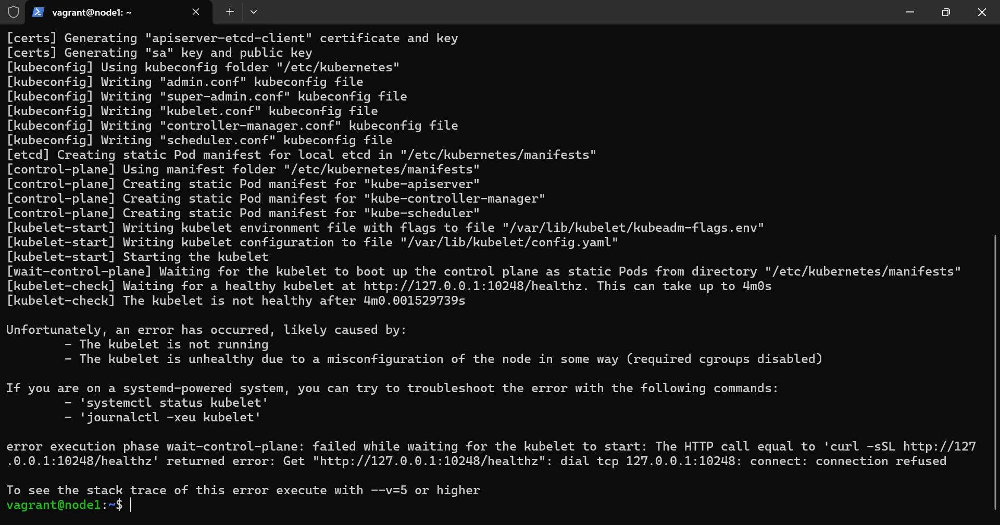 vagrant@node1: ~
[certs] Generating "apiserver-etcd-client" certificate and key
[certs] Generating "sa" key and public key
[kubeconfig] Using kubeconfig folder "/etc/kubernetes"
[kubeconfig] Writing "admin.conf" kubeconfig file
[kubeconfig] Writing "super-admin.conf" kubeconfig file
[kubeconfig] Writing "kubelet.conf" kubeconfig file
[kubeconfig] Writing "controller-manager.conf" kubeconfig file
[kubeconfig] Writing "scheduler.conf" kubeconfig file
[etcd] Creating static Pod manifest for local etcd in "/etc/kubernetes/manifests"
[control-plane] Using manifest folder "/etc/kubernetes/manifests"
[control-plane] Creating static Pod manifest for "kube-apiserver"
[control-plane] Creating static Pod manifest for "kube-controller-manager"
[control-plane] Creating static Pod manifest for "kube-scheduler"
[kubelet-start] Writing kubelet environment file with flags to file "/var/lib/kubelet/kubeadm-flags.env"
[kubelet-start] Writing kubelet configuration to file "/var/lib/kubelet/config.yaml"
[kubelet-start] Starting the kubelet
[wait-control-plane] Waiting for the kubelet to boot up the control plane as static Pods from directory "/etc/kubernetes/manifests"
[kubelet-check] Waiting for a healthy kubelet at http://127.0.0.1:10248/healthz. This can take up to 4m0s
[kubelet-check] The kubelet is not healthy after 4m0.001529739s
Unfortunately, an error has occurred, likely caused by:
- The kubelet is not running
- The kubelet is unhealthy due to a misconfiguration of the node in some way (required cgroups disabled)
If you are on a systemd-powered system, you can try to troubleshoot the error with the following commands:
- 'systemctl status kubelet'
- 'journalctl -xeu kubelet'
error execution phase wait-control-plane: failed while waiting for the kubelet to start: The HTTP call equal to 'curl -sSL http://127
.0.0.1:10248/healthz' returned error: Get "http://127.0.0.1:10248/healthz": dial tcp 127.0.0.1:10248: connect: connection refused
To see the stack trace of this error execute with --v=5 or higher
vagrant@node1:~$